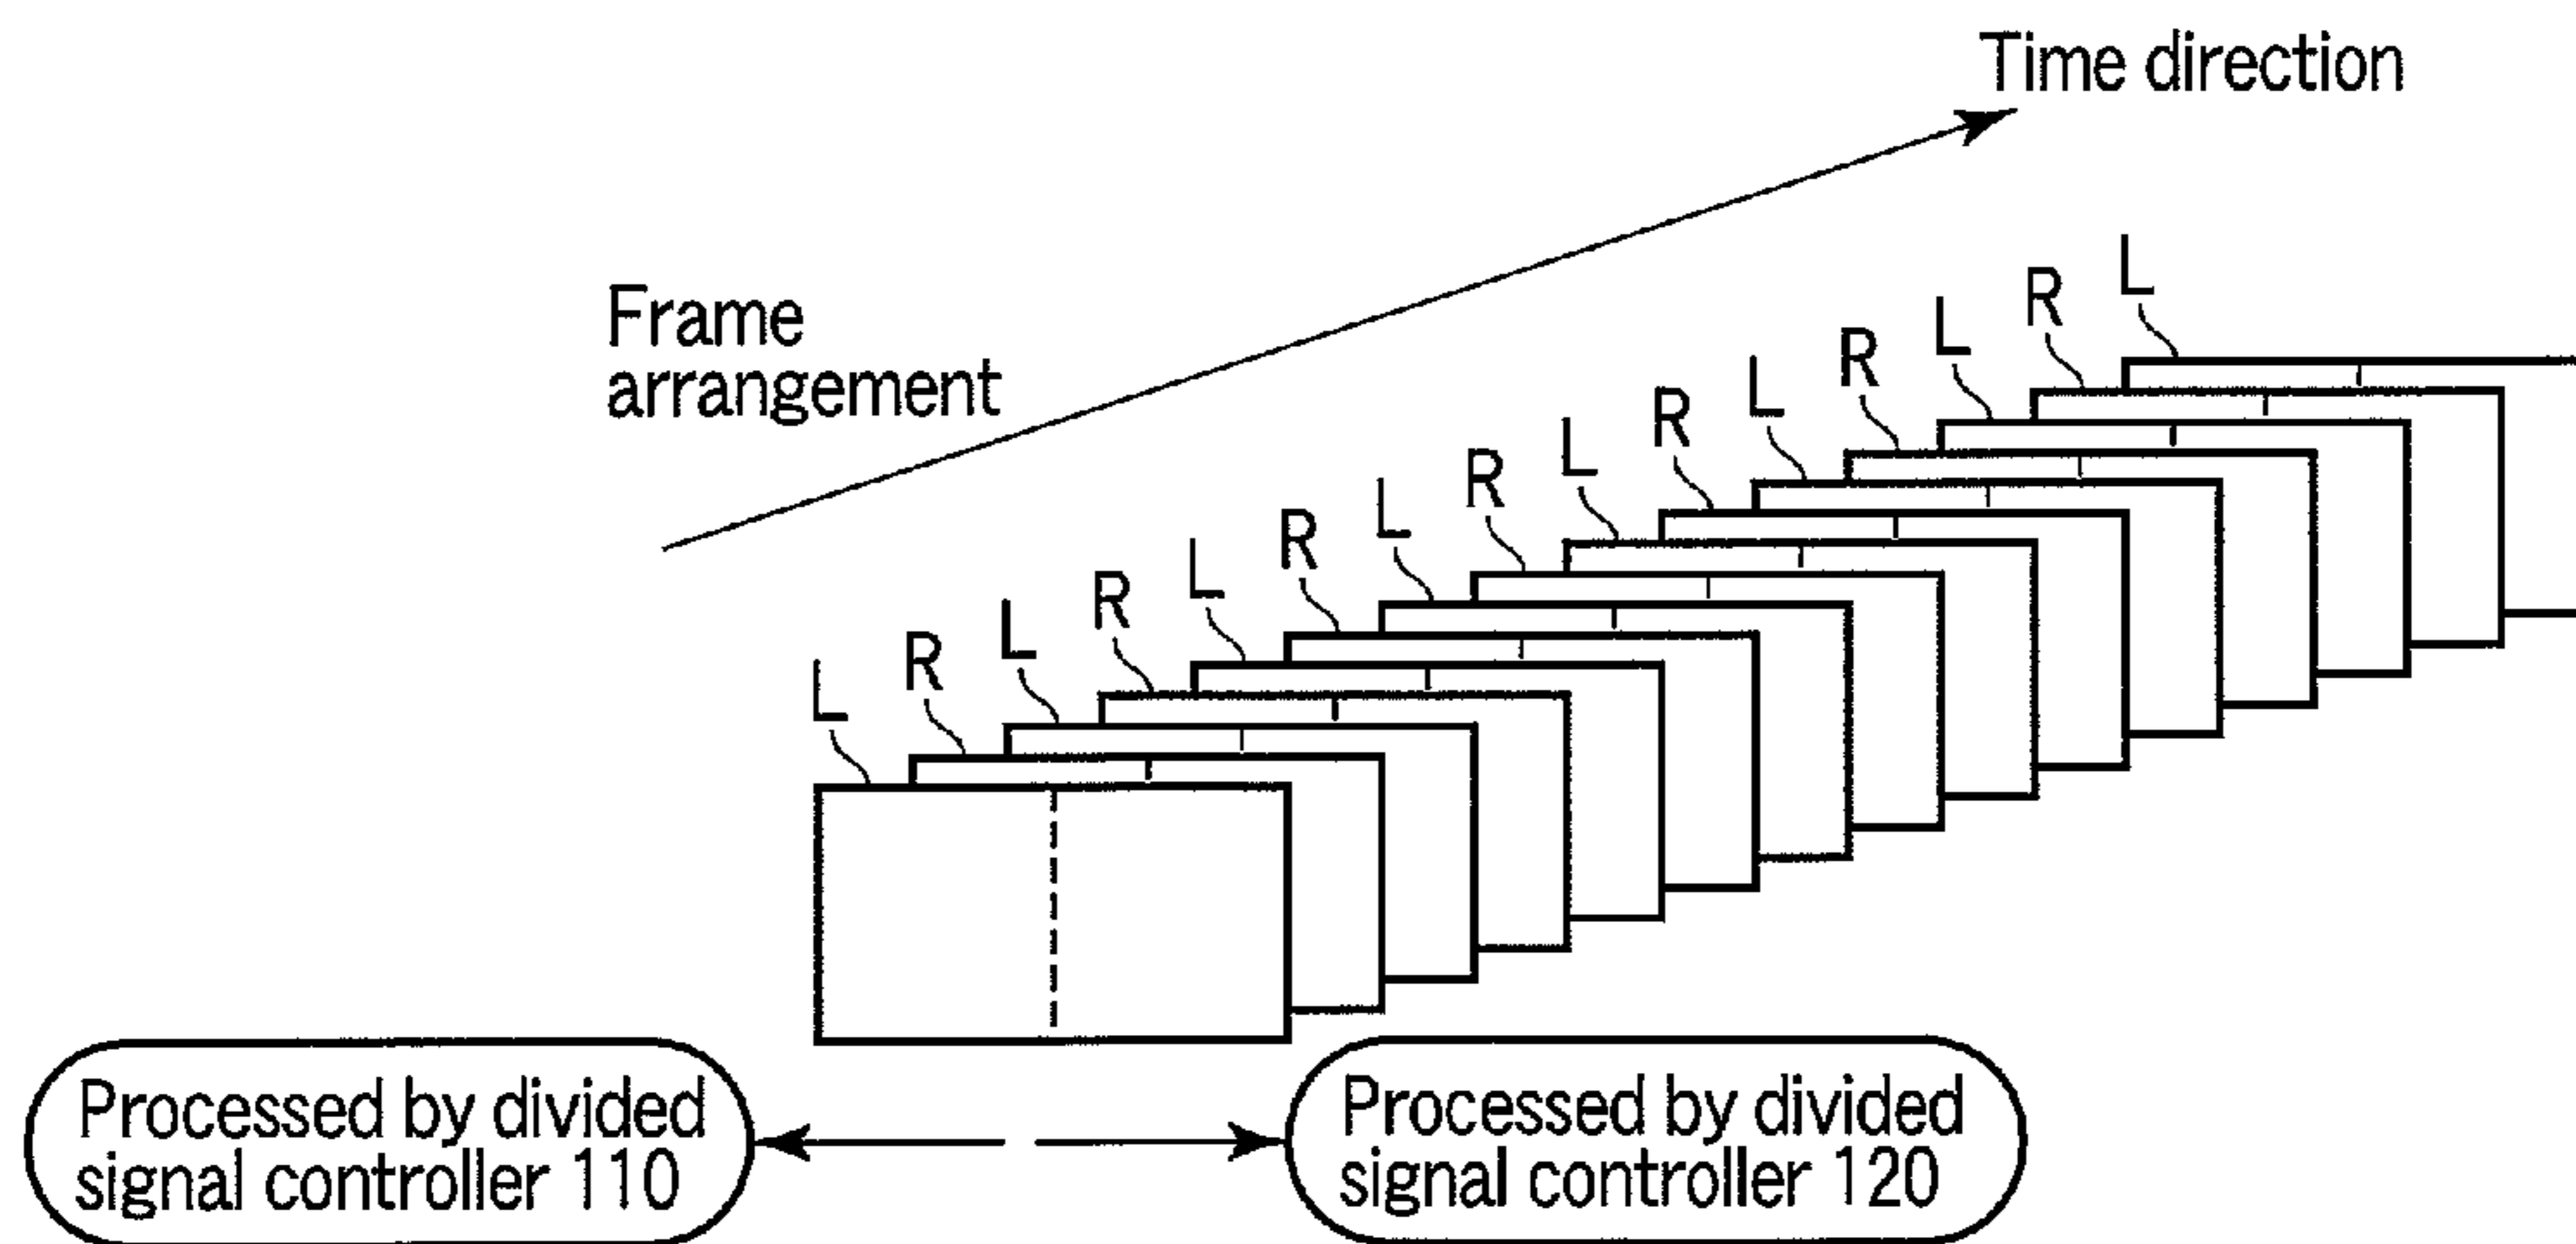 Time direction
Frame
arrangement
L
R
L
R
L
R
L
R
L
R
L
R
L
R
L
Processed by divided
signal controller 110
Processed by divided
signal controller 120